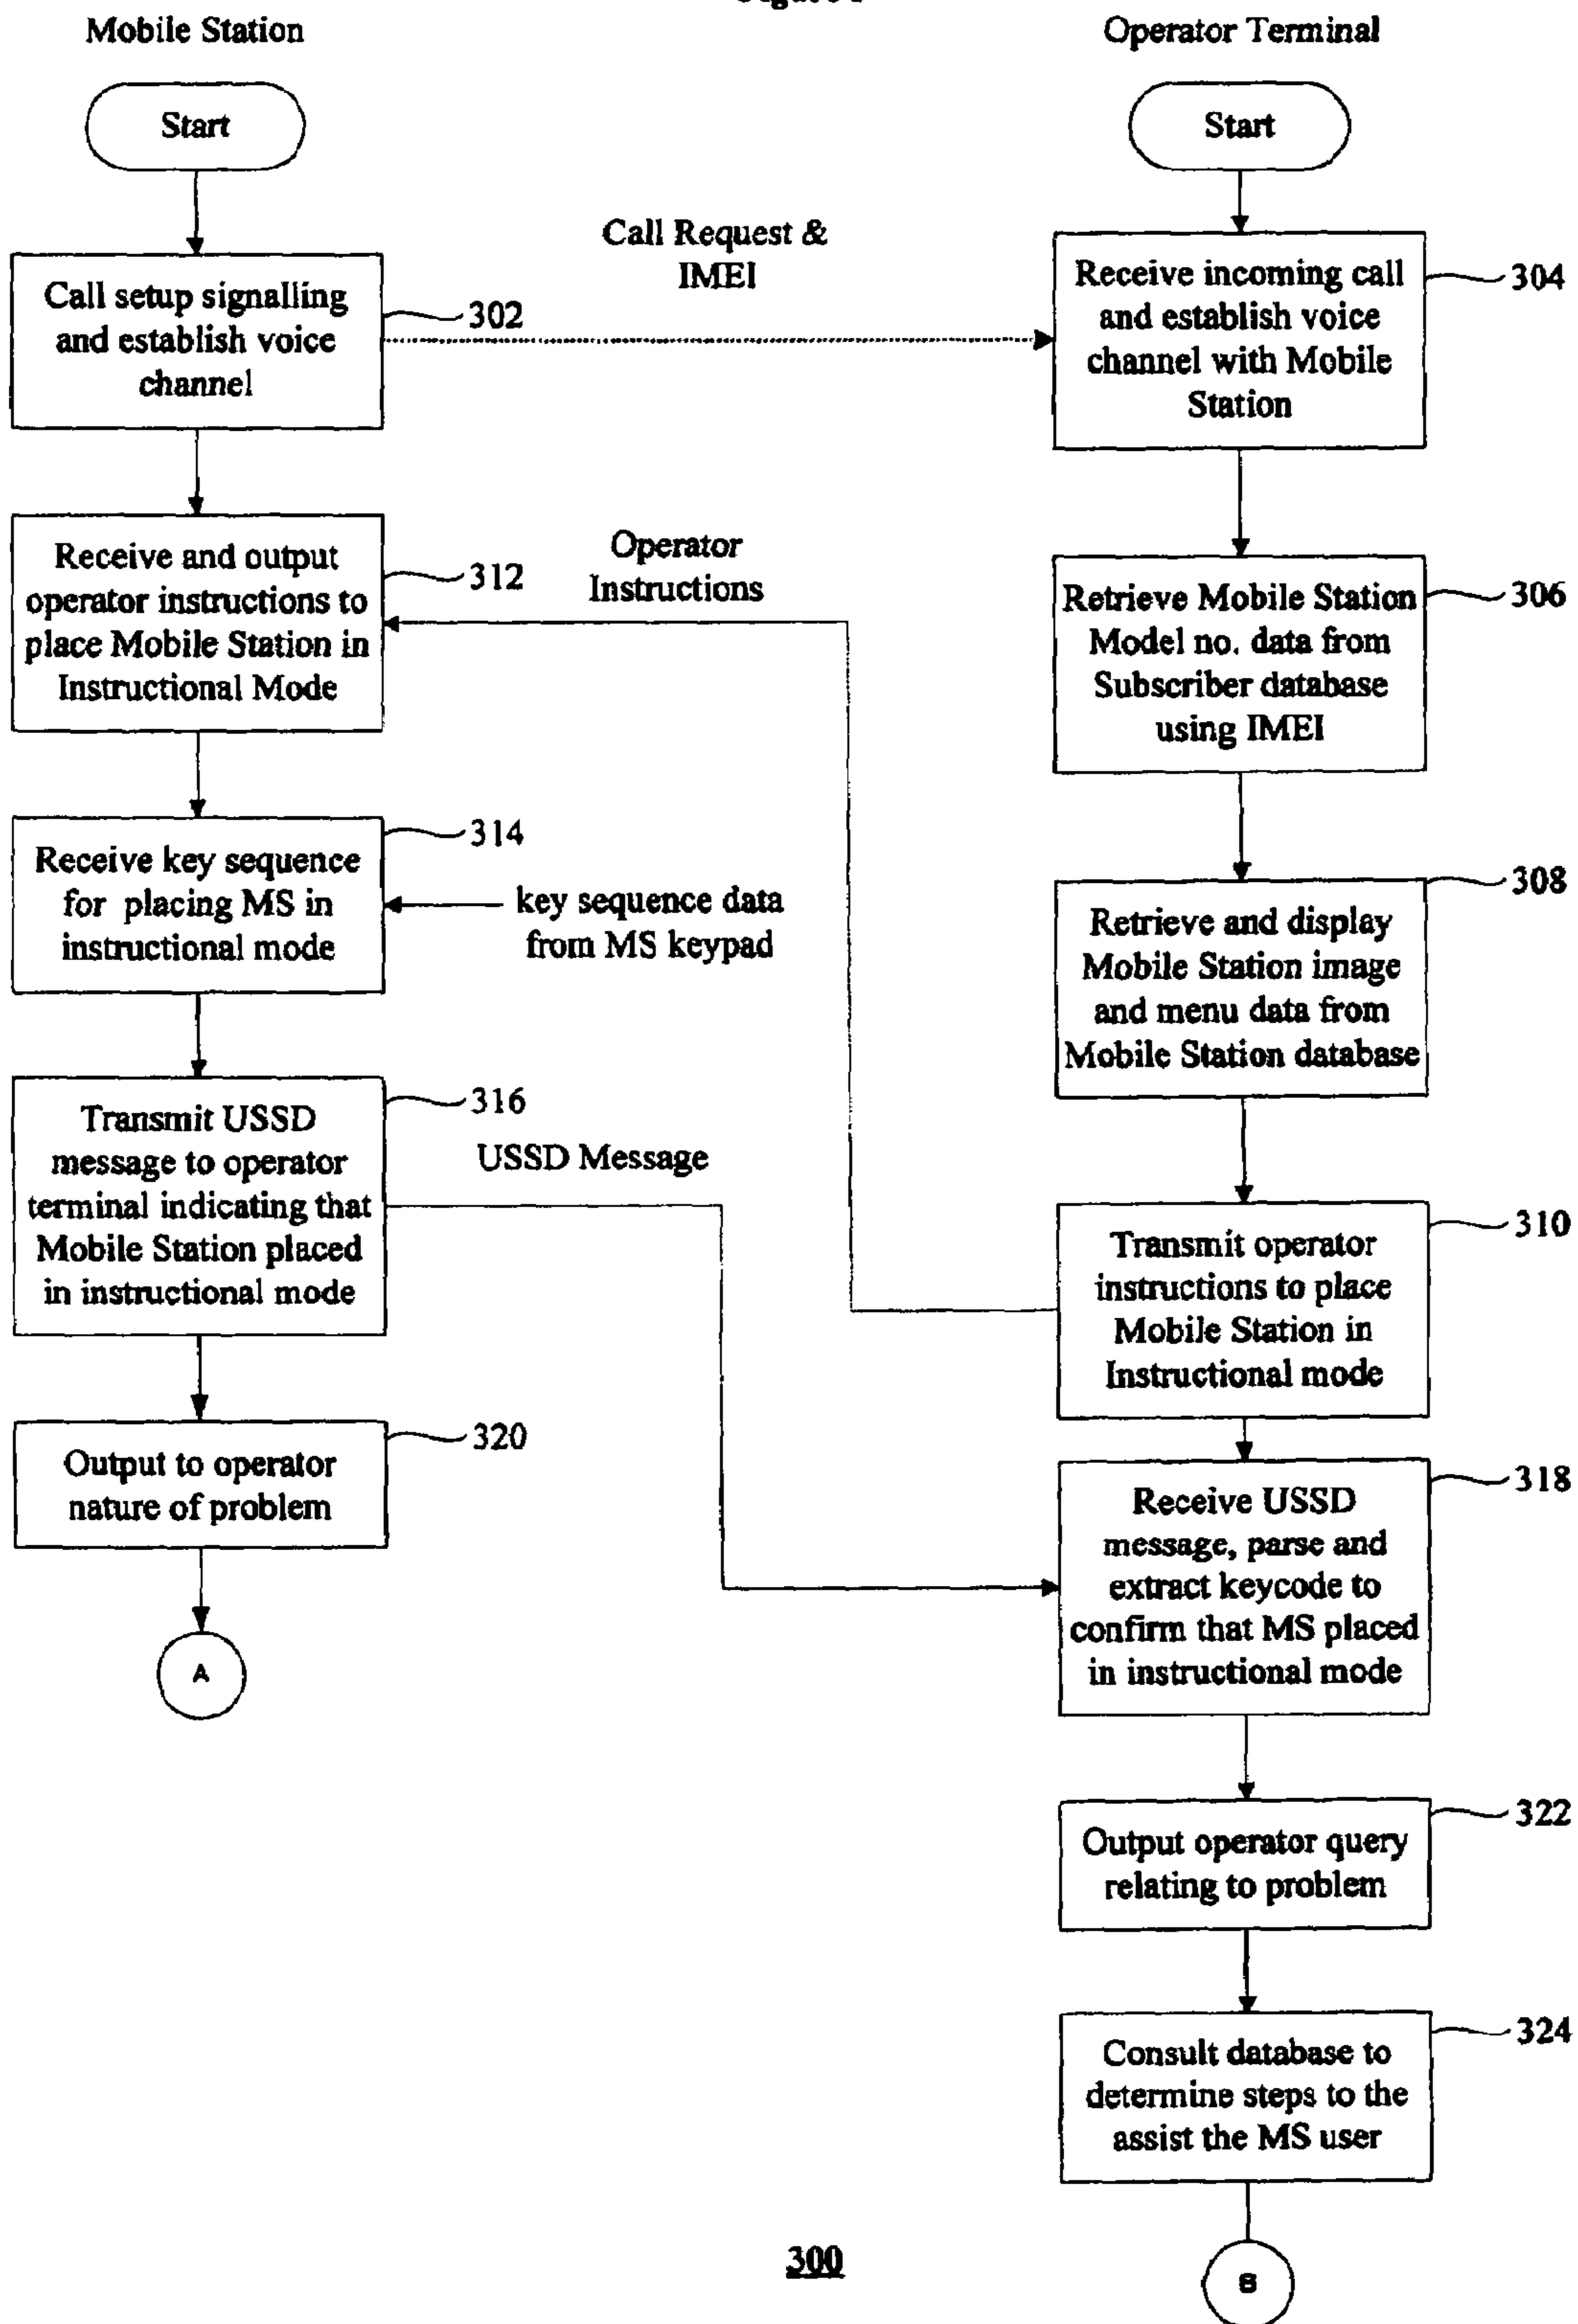 Mobile Station
Operator Terminal
Start
Start
Call Request &
IMEI
Call setup signalling
and establish voice
channel
302
Receive incoming call
and establish voice
channel with Mobile
Station
304
Receive and output
operator instructions to
place Mobile Station in
Instructional Mode
312
Operator
Instructions
Retrieve Mobile Station
Model no. data from
Subscriber database
using IMEI
306
Receive key sequence
for placing MS in
instructional mode
314
key sequence data
from MS keypad
Retrieve and display
Mobile Station image
and menu data from
Mobile Station database
308
Transmit USSD
message to operator
terminal indicating that
Mobile Station placed
in instructional mode
316
USSD Message
Transmit operator
instructions to place
Mobile Station in
Instructional mode
310
Output to operator
nature of problem
320
Receive USSD
message, parse and
extract keycode to
confirm that MS placed
in instructional mode
318
A
Output operator query
relating to problem
322
Consult database to
determine steps to the
assist the MS user
324
300
B